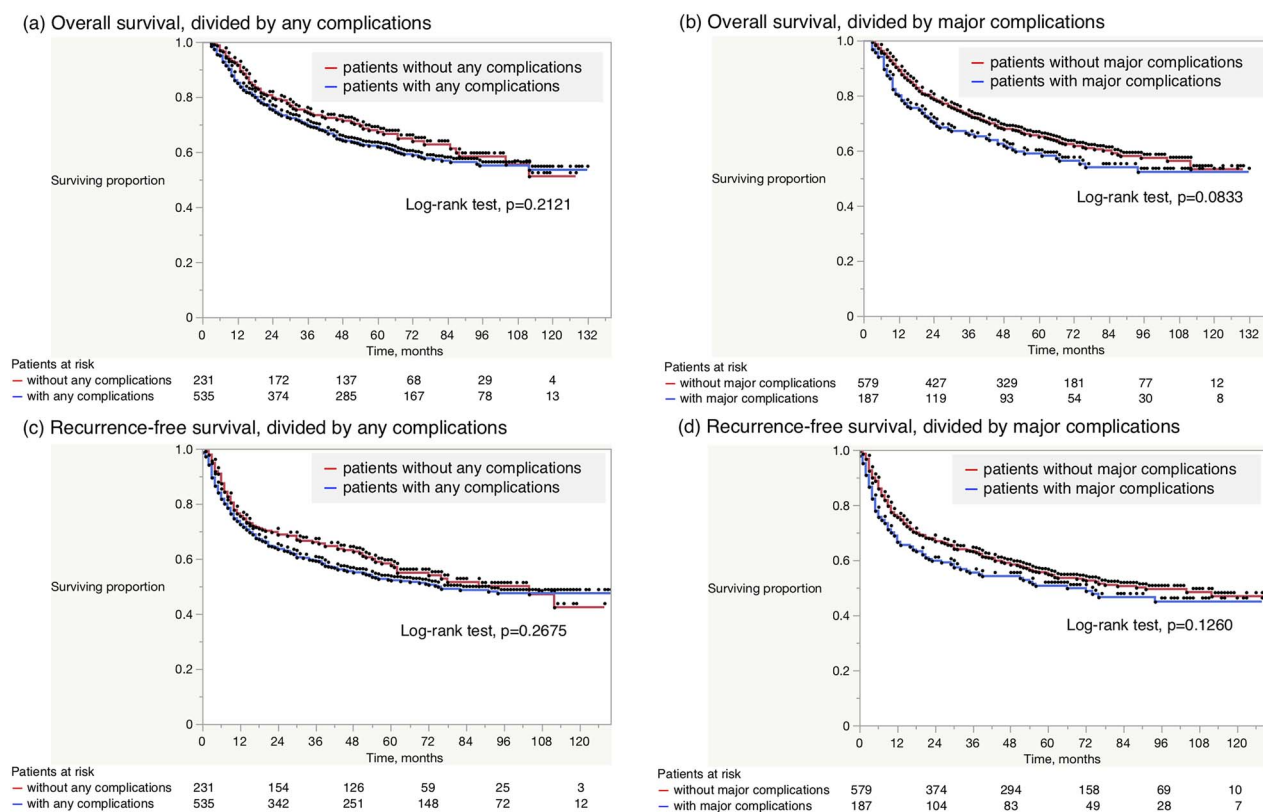 (a) Overall survival, divided by any complications
1.0
0.8
0.6
0.4
0.2
0
Surviving proportion
patients without any complications
patients with any complications
Log-rank test, p=0.2121
0 12 24 36 48 60 72 84 96 108 120 132
Time, months
Patients at risk
without any complications 231 172 137 68 29 4
with any complications 535 374 285 167 78 13
(b) Overall survival, divided by major complications
1.0
0.8
0.6
0.4
0.2
0
Surviving proportion
patients without major complications
patients with major complications
Log-rank test, p=0.0833
0 12 24 36 48 60 72 84 96 108 120 132
Time, months
Patients at risk
without major complications 579 427 329 181 77 12
with major complications 187 119 93 54 30 8
(c) Recurrence-free survival, divided by any complications
1.0
0.8
0.6
0.4
0.2
0
Surviving proportion
patients without any complications
patients with any complications
Log-rank test, p=0.2675
0 12 24 36 48 60 72 84 96 108 120
Time, months
Patients at risk
without any complications 231 154 126 59 25 3
with any complications 535 342 251 148 72 12
(d) Recurrence-free survival, divided by major complications
1.0
0.8
0.6
0.4
0.2
0
Surviving proportion
patients without major complications
patients with major complications
Log-rank test, p=0.1260
0 12 24 36 48 60 72 84 96 108 120
Time, months
Patients at risk
without major complications 579 374 294 158 69 10
with major complications 187 104 83 49 28 7